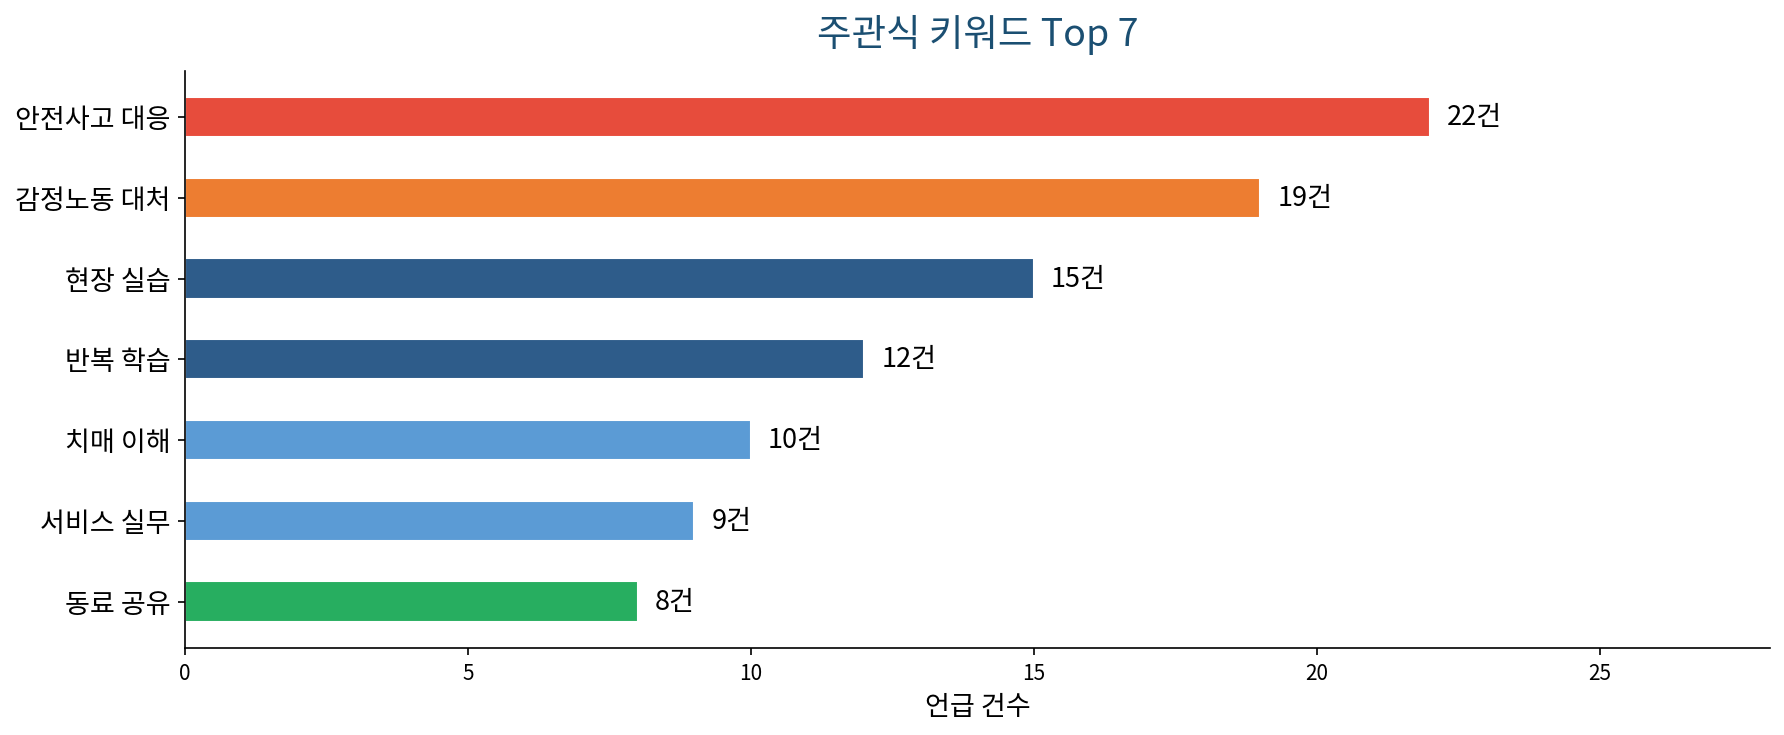 주관식 키워드 Top 7
안전사고 대응 22건
감정노동 대처 19건
현장 실습 15건
반복 학습 12건
치매 이해 10건
서비스 실무 9건
동료 공유 8건
0 5 10 15 20 25
언급 건수